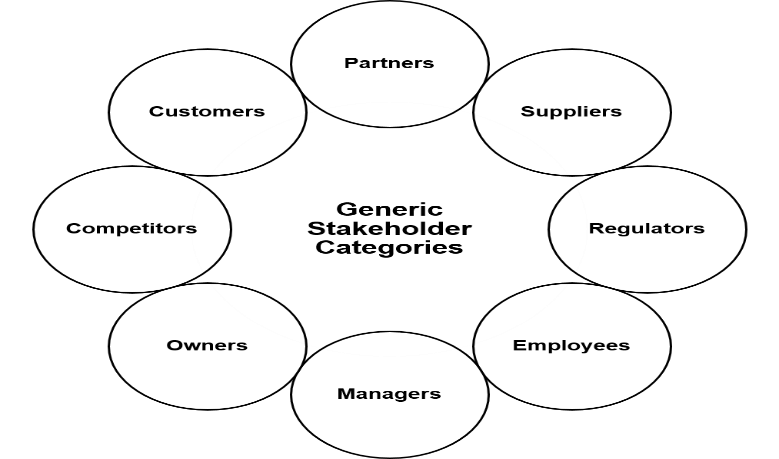 Partners
Customers
Suppliers
Generic
Stakeholder
Categories
Competitors
Regulators
Owners
Employees
Managers